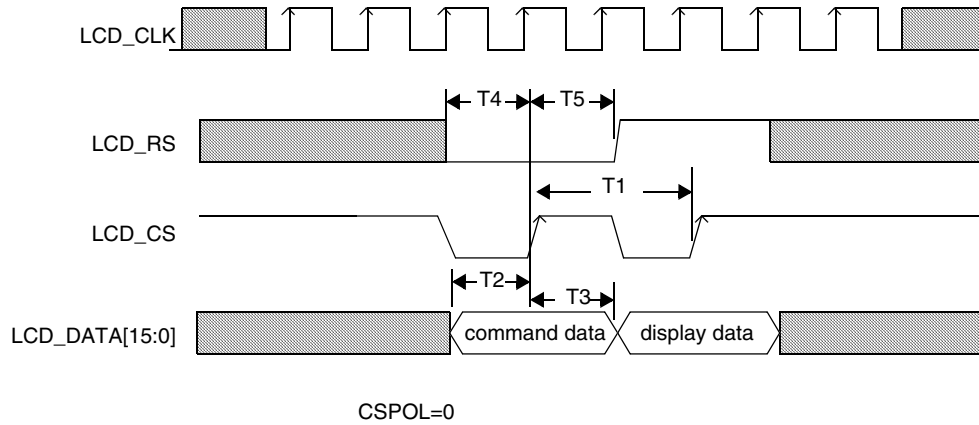 LCD_CLK
T4
T5
LCD_RS
T1
LCD_CS
T2
T3
LCD_DATA[15:0]
command data
display data
CSPOL=0